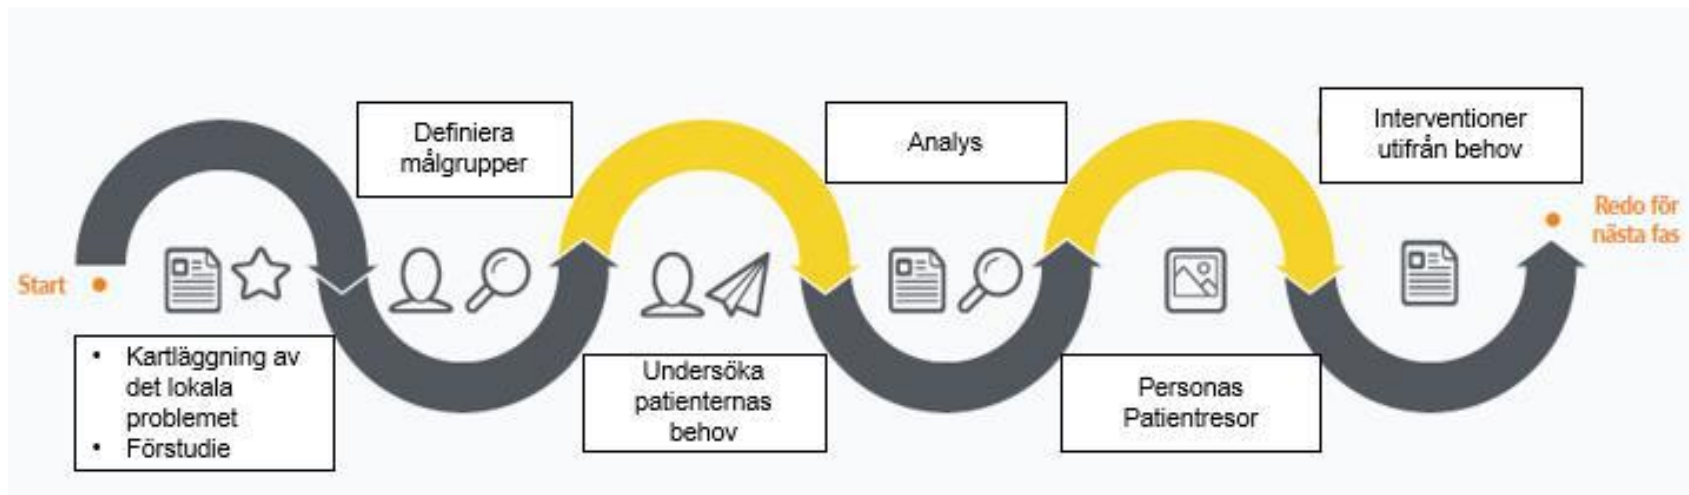 Start
• Kartläggning av
det lokala
problemet
• Förstudie
Definiera
målgrupper
Undersöka
patienternas
behov
Analys
Personas
Patientresor
Interventioner
utifrån behov
Redo för
nästa fas